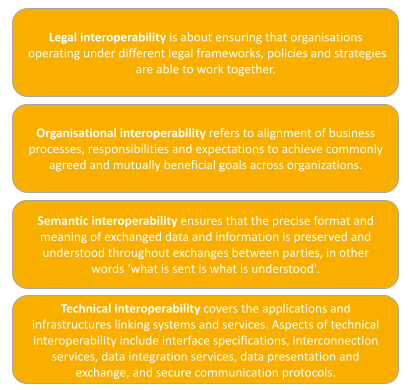 Legal interoperability is about ensuring that organisations
operating under different legal frameworks, policies and strategies
are able to work together.
Organisational interoperability refers to alignment of business
processes, responsibilities and expectations to achieve commonly
agreed and mutually beneficial goals across organizations.
Semantic interoperability ensures that the precise format and
meaning of exchanged data and information is preserved and
understood throughout exchanges between parties, in other
words ‘what is sent is what is understood’.
Technical interoperability covers the applications and
infrastructures linking systems and services. Aspects of technical
interoperability include interface specifications, interconnection
services, data integration services, data presentation and
exchange, and secure communication protocols.